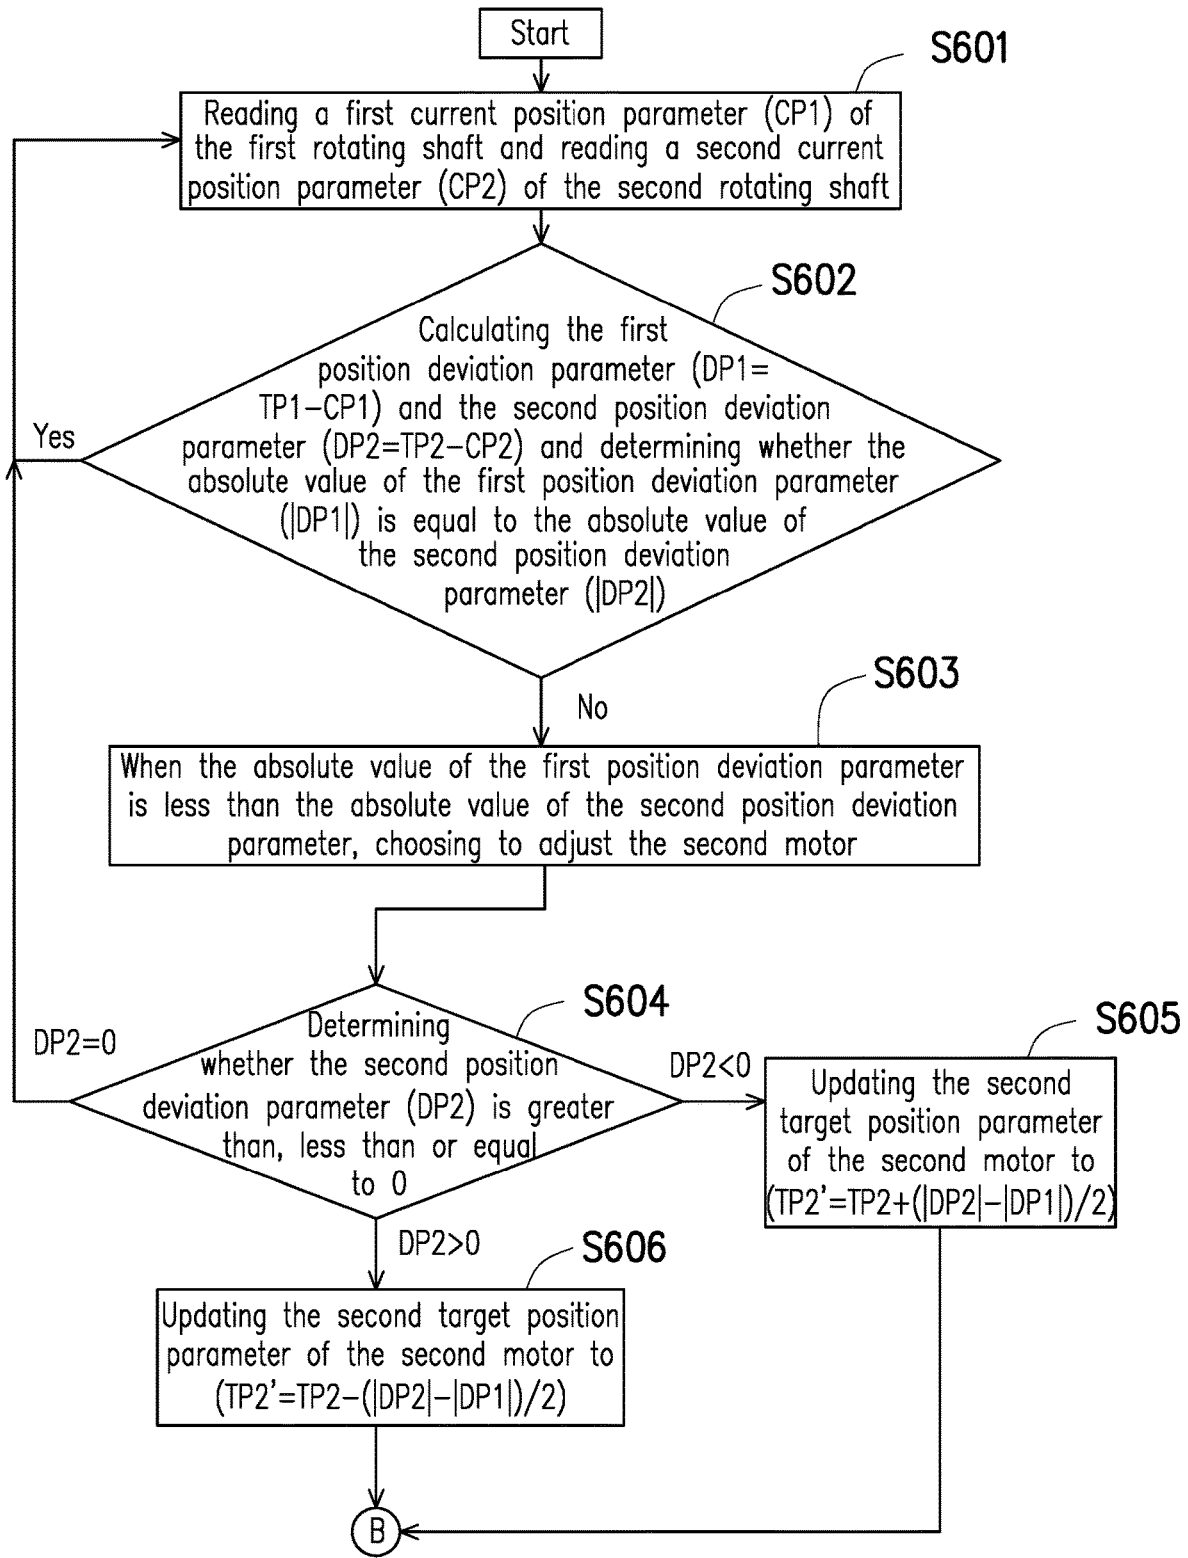 Start
S601
Reading a first current position parameter (CP1) of
the first rotating shaft and reading a second current
position parameter (CP2) of the second rotating shaft
S602
Calculating the first
position deviation parameter (DP1=
TP1-CP1) and the second position deviation
parameter (DP2=TP2-CP2) and determining whether the
absolute value of the first position deviation parameter
(|DP1|) is equal to the absolute value of
the second position deviation
parameter (|DP2|)
Yes
No
S603
When the absolute value of the first position deviation parameter
is less than the absolute value of the second position deviation
parameter, choosing to adjust the second motor
S604
Determining
whether the second position
deviation parameter (DP2) is greater
than, less than or equal
to 0
DP2=0
DP2<0
S605
Updating the second
target position parameter
of the second motor to
(TP2'=TP2+(|DP2|-|DP1|)/2)
DP2>0
S606
Updating the second target position
parameter of the second motor to
(TP2'=TP2-(|DP2|-|DP1|)/2)
B